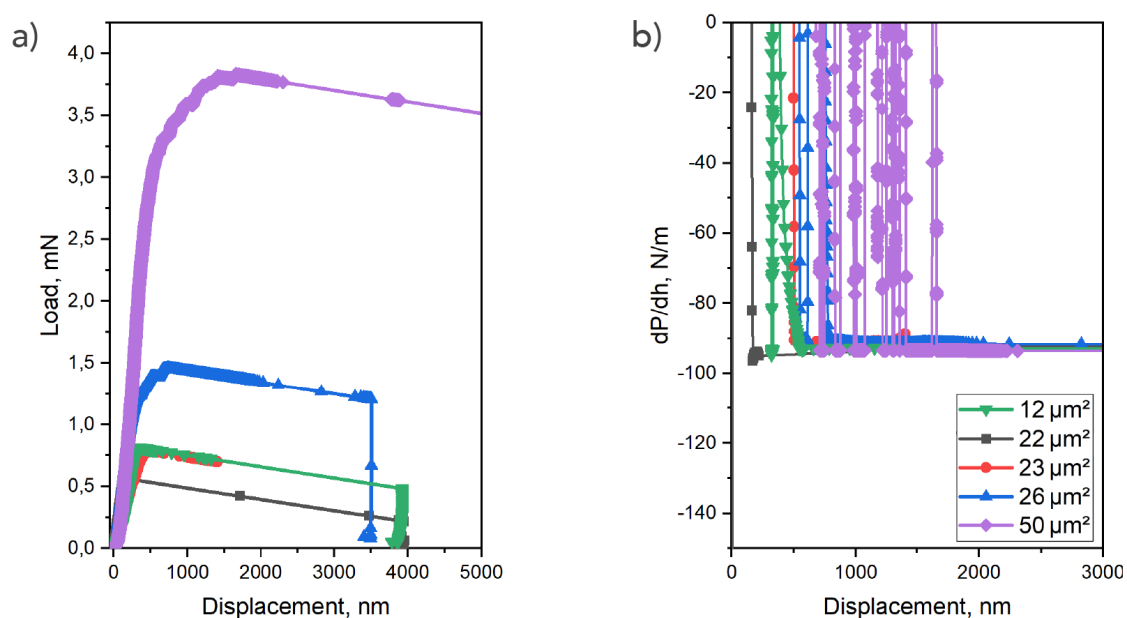 a)
4,0
3,5
3,0
2,5
2,0
1,5
1,0
0,5
0,0
Load, mN
0 1000 2000 3000 4000 5000
Displacement, nm
b)
0
-20
-40
-60
-80
-100
-120
-140
dP/dh, N/m
12 µm²
22 µm²
23 µm²
26 µm²
50 µm²
0 1000 2000 3000
Displacement, nm